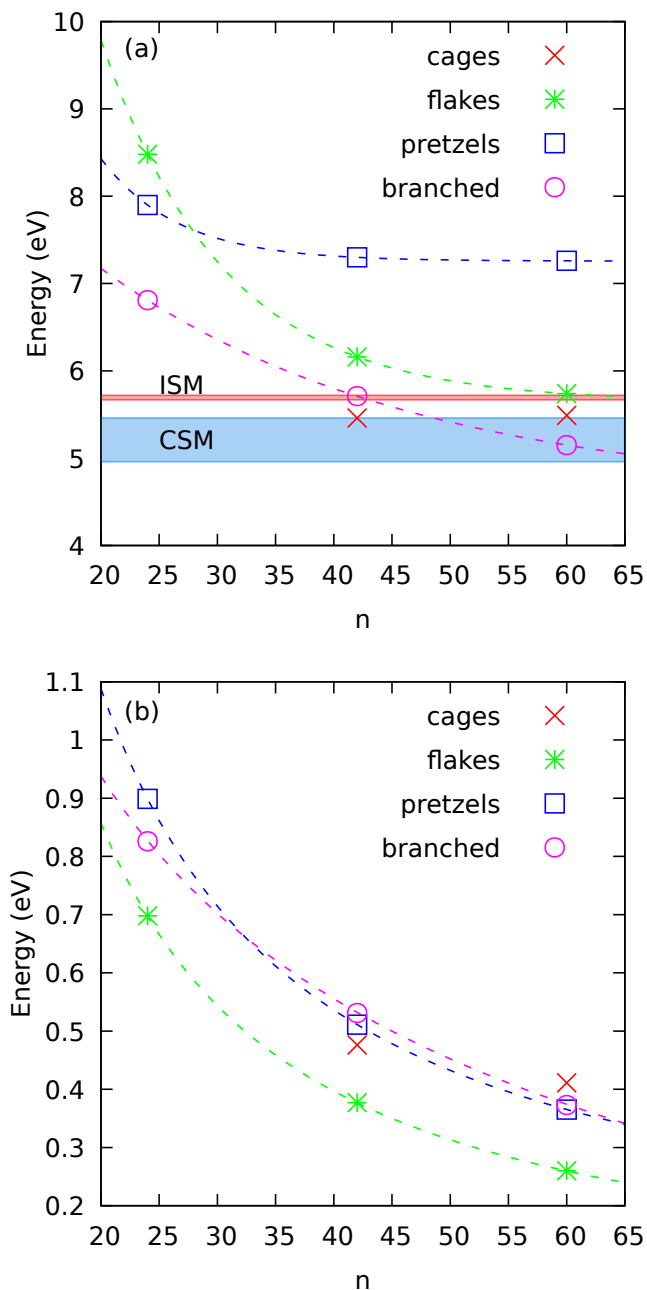 10
(a)
cages
9
flakes
pretzels
8
branched
7
Energy (eV)
6
ISM
CSM
5
4
20 25 30 35 40 45 50 55 60 65
n
1.1
(b)
cages
1
flakes
0.9
pretzels
0.8
branched
0.7
Energy (eV)
0.6
0.5
0.4
0.3
0.2
20 25 30 35 40 45 50 55 60 65
n